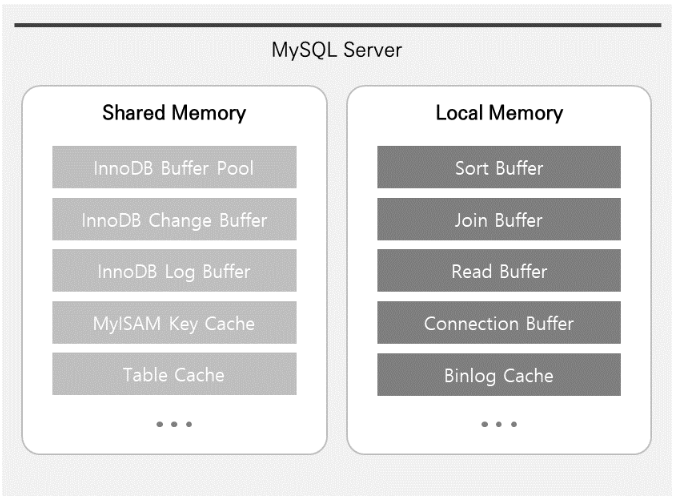 MySQL Server
Shared Memory
InnoDB Buffer Pool
InnoDB Change Buffer
InnoDB Log Buffer
MyISAM Key Cache
Table Cache
• • •
Local Memory
Sort Buffer
Join Buffer
Read Buffer
Connection Buffer
Binlog Cache
• • •